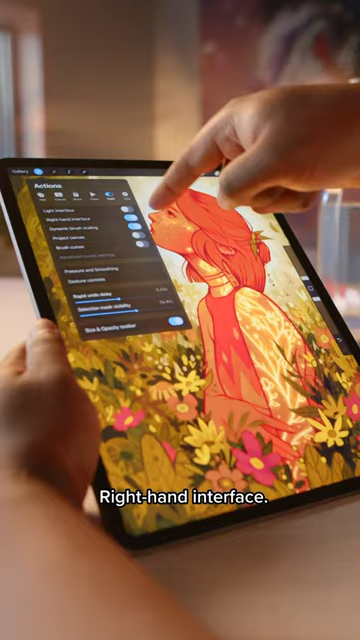 Gallery
Actions
Light interface
Right-hand interface
Dynamic brush scaling
Project canvas
Brush cursor
Advanced cursor settings
Pressure and Smoothing
Gesture controls
Rapid undo delay
Selection mask visibility
Size & Opacity toolbar
Right-hand interface.